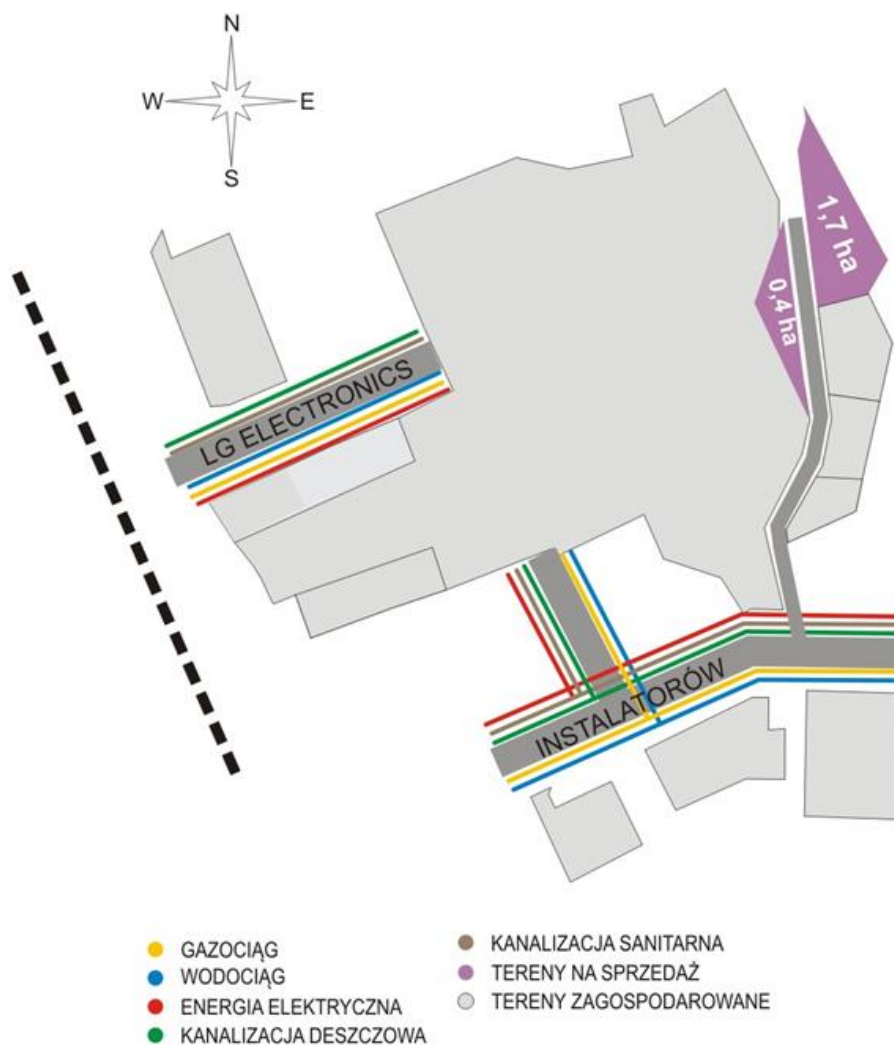 N
W E
S
1,7 ha
0,4 ha
LG ELECTRONICS
INSTALATORÓW
GAZOCIĄG
WODOCIĄG
ENERGIA ELEKTRYCZNA
KANALIZACJA DESZCZOWA
KANALIZACJA SANITARNA
TERENY NA SPRZEDAŻ
TERENY ZAGOSPODAROWANE